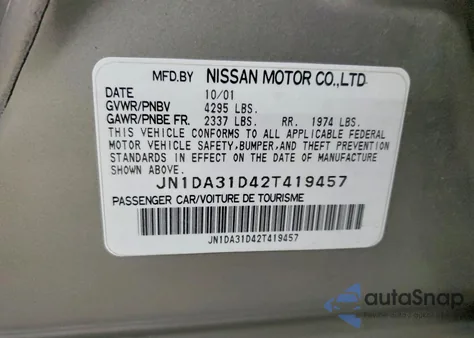 MFD.BY NISSAN MOTOR CO.,LTD
DATE 10/01
GVWR/PNBV 4295 LBS.
GAWR/PNBE FR. 2337 LBS. RR. 1974 LBS.
THIS VEHICLE CONFORMS TO ALL APPLICABLE FEDERAL
MOTOR VEHICLE SAFETY,BUMPER,AND THEFT PREVENTION
STANDARDS IN EFFECT ON THE DATE OF MANUFACTURE
SHOWN ABOVE.
JN1DA31D42T419457
PASSENGER CAR/VOITURE DE TOURISME
JN1DA31D42T419457
autoSnap